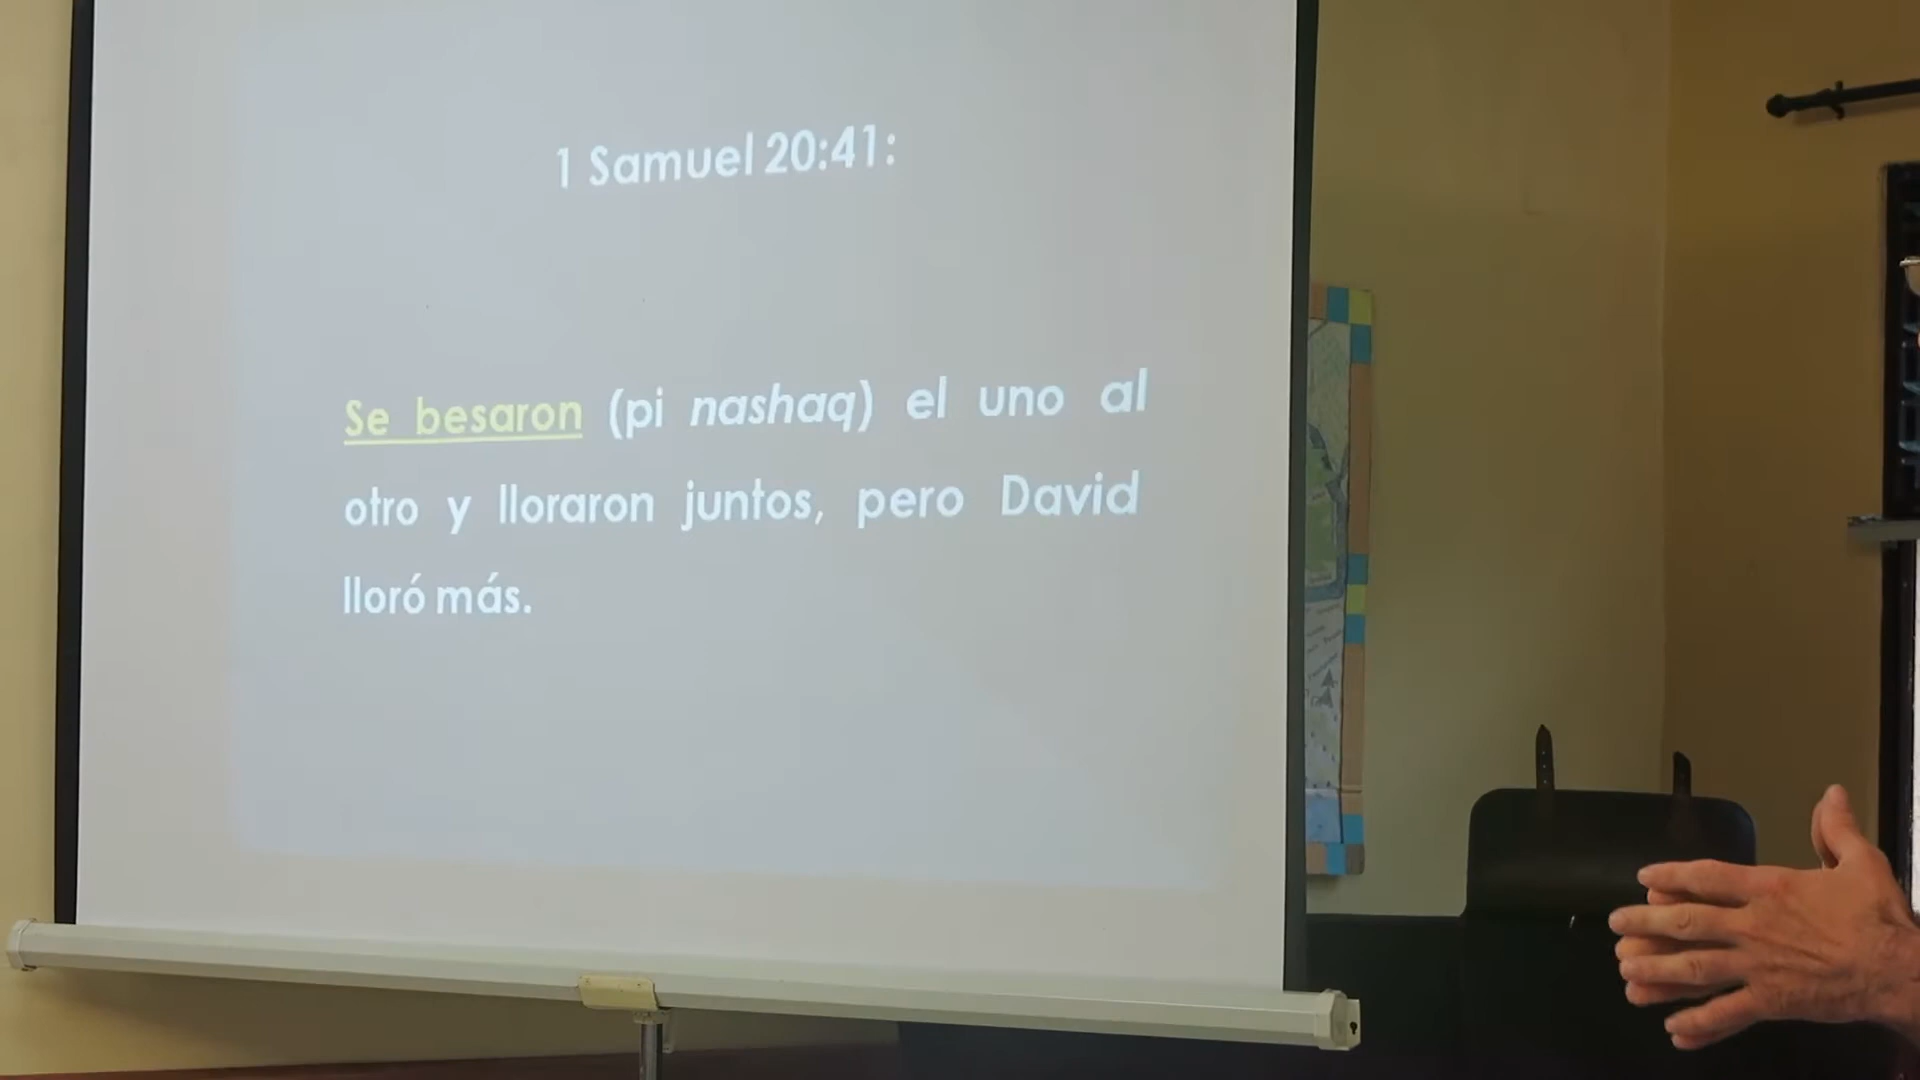 1 Samuel 20:41:
Se besaron (pi nashaq) el uno al
otro y lloraron juntos, pero David
lloró más.